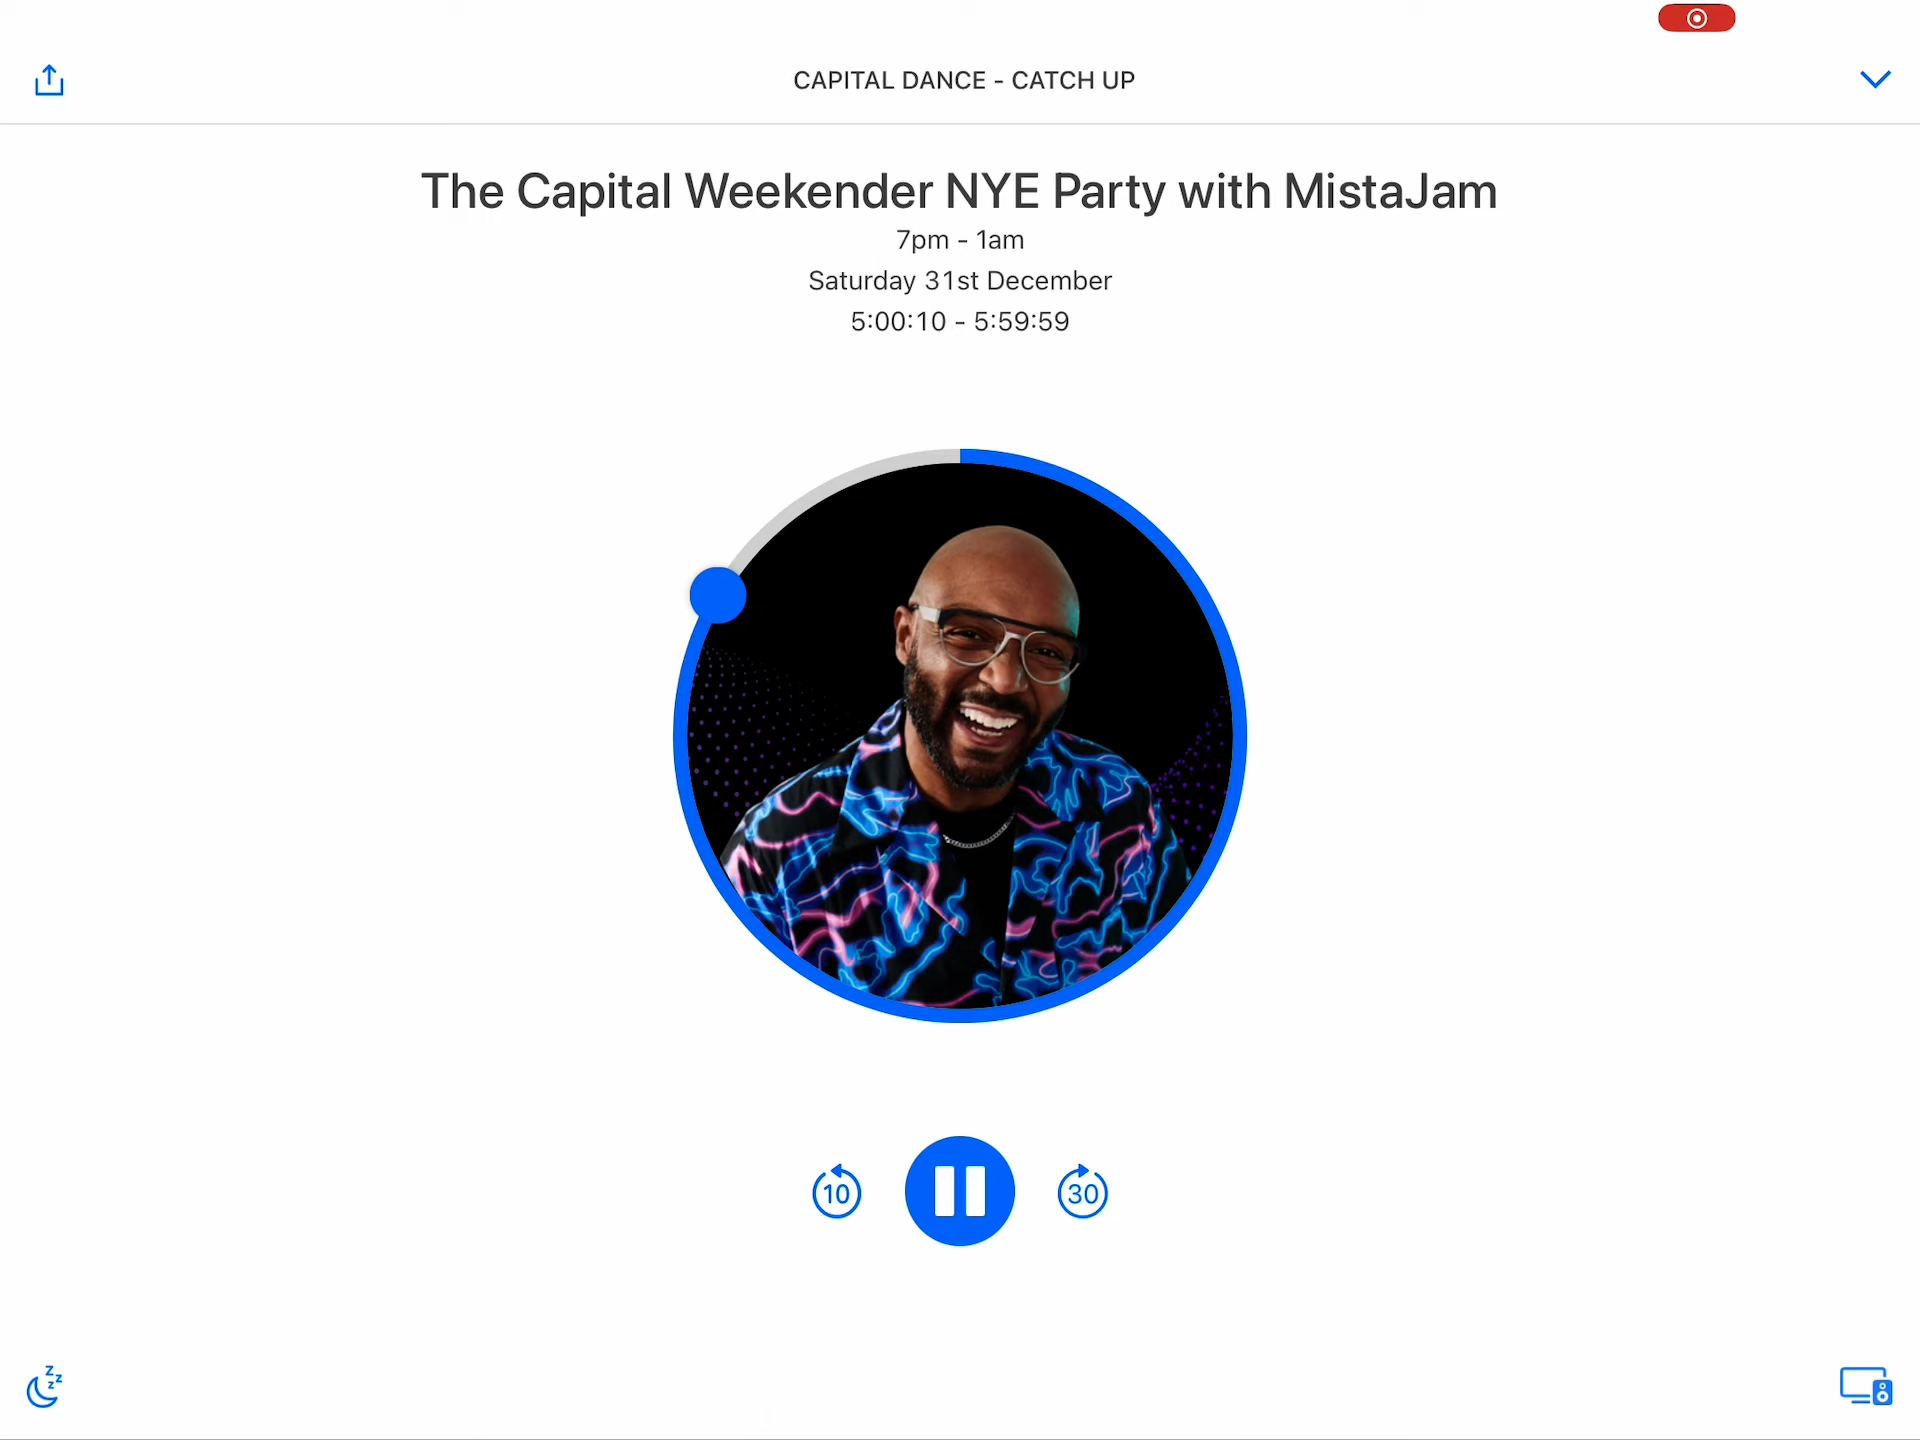 CAPITAL DANCE - CATCH UP
The Capital Weekender NYE Party with MistaJam
7pm - 1am
Saturday 31st December
5:00:10 - 5:59:59
10
30
z z z